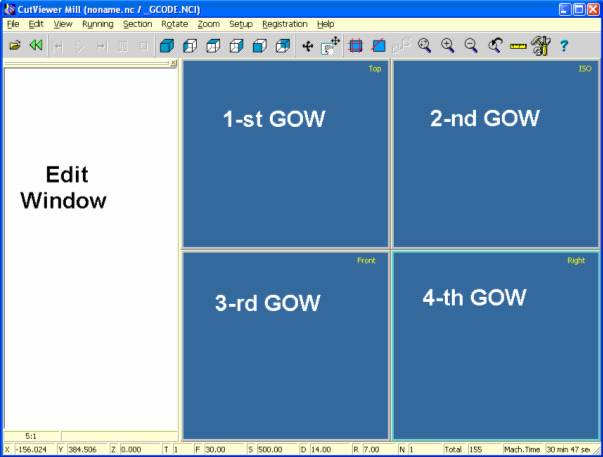 CutViewer Mill (noname.nc / _GCODE.NCI)
File Edit View Running Section Rotate Zoom Setup Registration Help
Top
ISO
1-st GOW
2-nd GOW
Edit
Window
Front
Right
3-rd GOW
4-th GOW
5:1
X -156.024 Y 384.506 Z 0.000 T 1 F 30.00 S 500.00 D 14.00 R 7.00 N 1 Total 155 Mach.Time 30 min 47 se